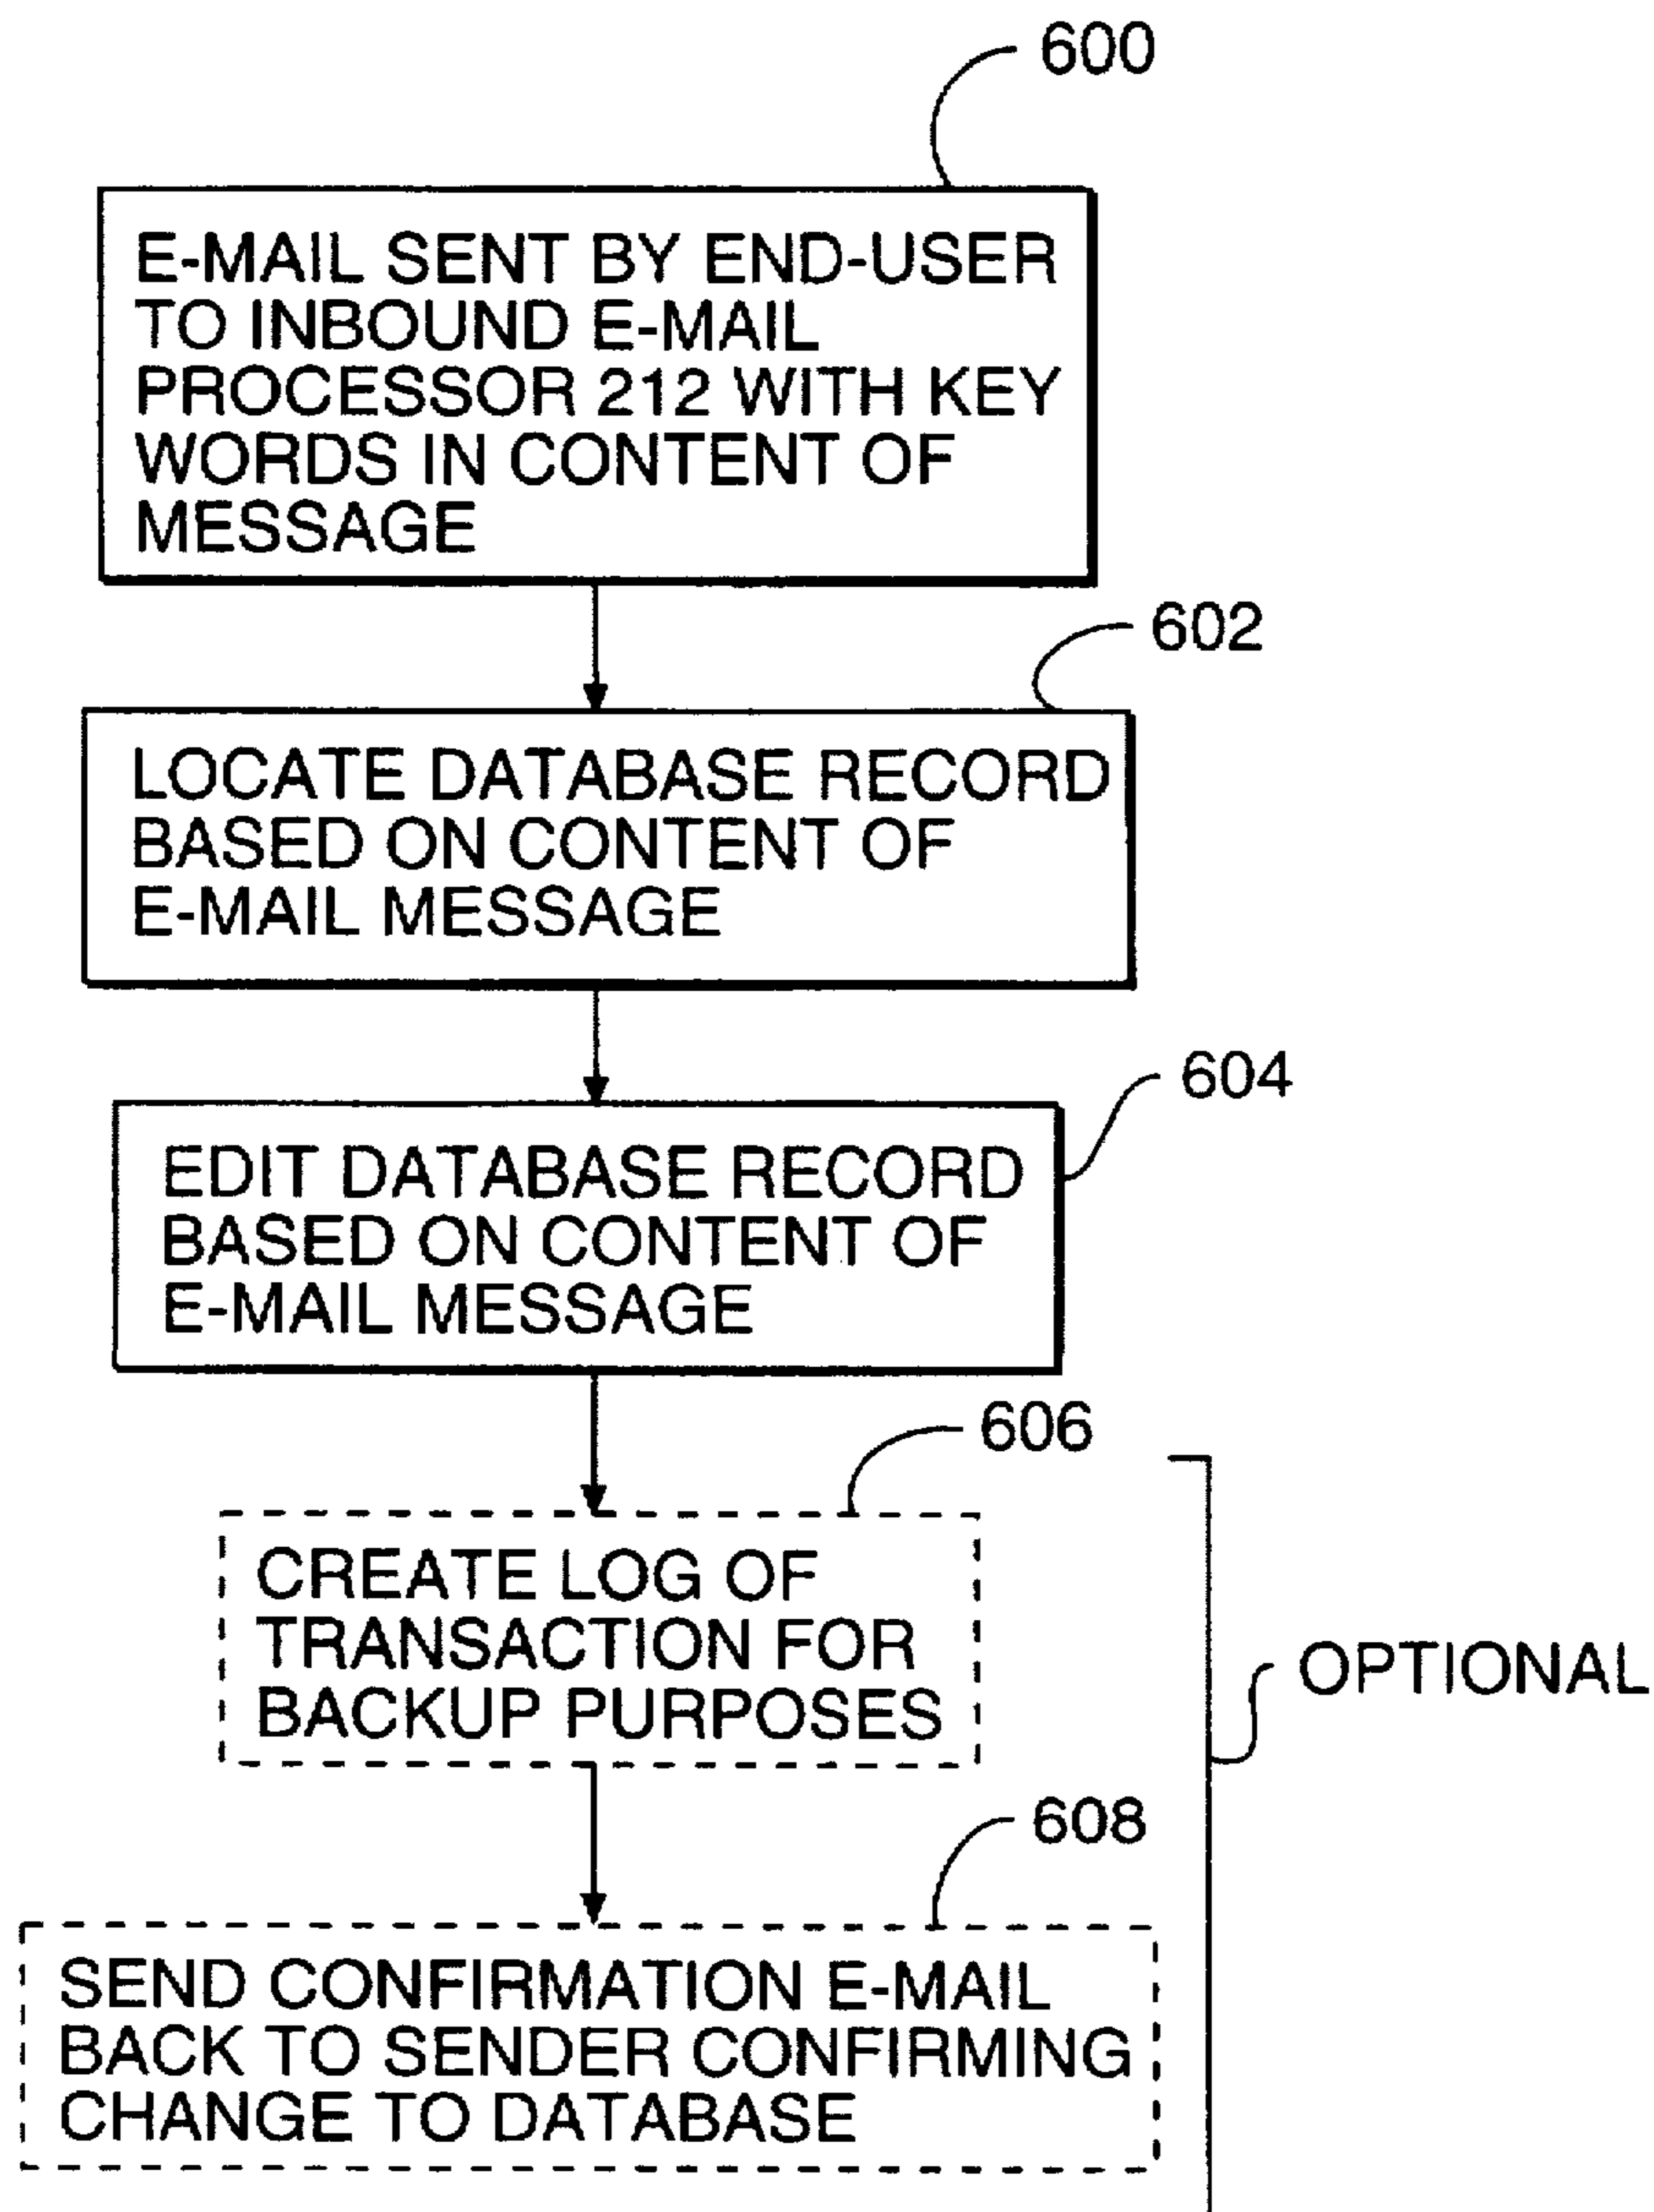 600
E-MAIL SENT BY END-USER
TO INBOUND E-MAIL
PROCESSOR 212 WITH KEY
WORDS IN CONTENT OF
MESSAGE
602
LOCATE DATABASE RECORD
BASED ON CONTENT OF
E-MAIL MESSAGE
604
EDIT DATABASE RECORD
BASED ON CONTENT OF
E-MAIL MESSAGE
606
CREATE LOG OF
TRANSACTION FOR
BACKUP PURPOSES
OPTIONAL
608
SEND CONFIRMATION E-MAIL
BACK TO SENDER CONFIRMING
CHANGE TO DATABASE